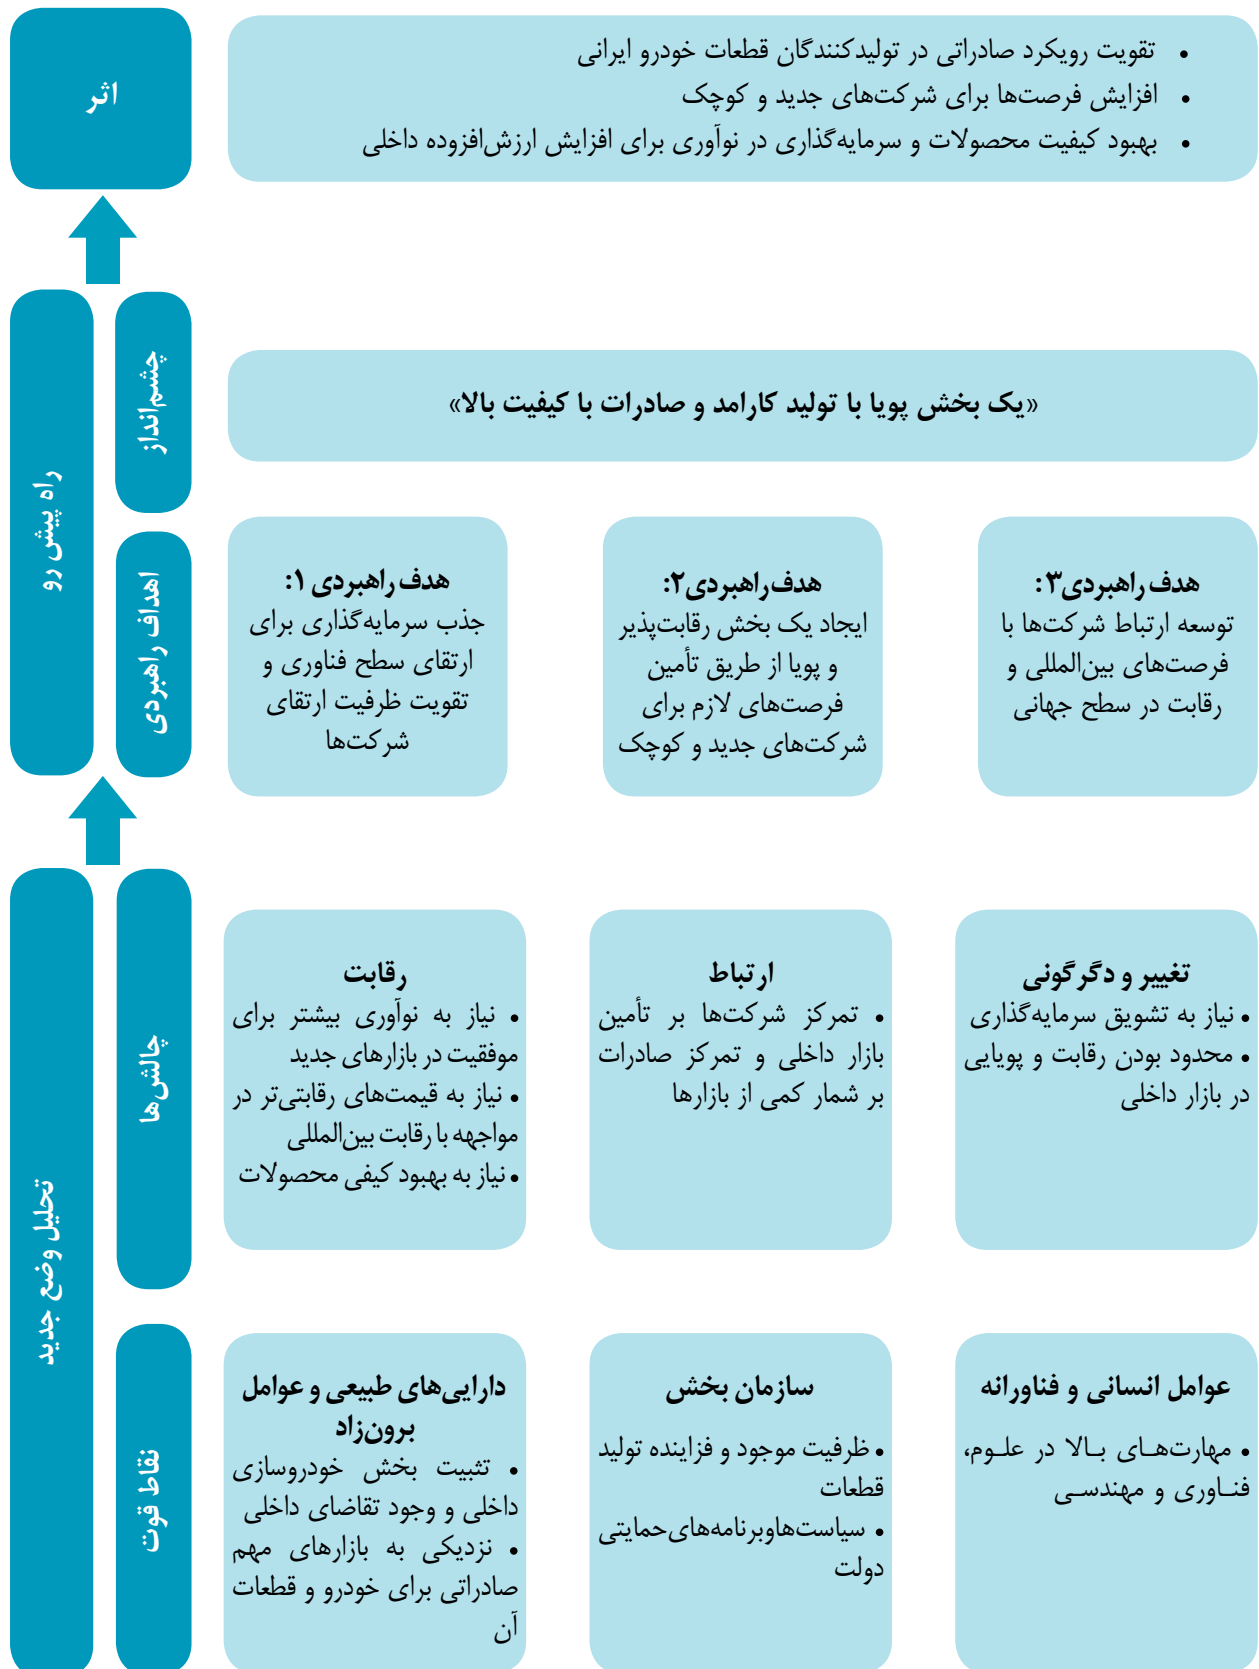 اثر
• تقویت رویکرد صادراتی در تولیدکنندگان قطعات خودرو ایرانی
• افزایش فرصت‌ها برای شرکت‌های جدید و کوچک
• بهبود کیفیت محصولات و سرمایه‌گذاری در نوآوری برای افزایش ارزش‌افزوده داخلی
راه پیش رو
چشم‌انداز
«یک بخش پویا با تولید کارامد و صادرات با کیفیت بالا»
اهداف راهبردی
هدف راهبردی ۳:
توسعه ارتباط شرکت‌ها با
فرصت‌های بین‌المللی و
رقابت در سطح جهانی
هدف راهبردی ۲:
ایجاد یک بخش رقابت‌پذیر
و پویا از طریق تأمین
فرصت‌های لازم برای
شرکت‌های جدید و کوچک
هدف راهبردی ۱:
جذب سرمایه‌گذاری برای
ارتقای سطح فناوری و
تقویت ظرفیت ارتقای
شرکت‌ها
تحلیل وضع جدید
چالش‌ها
تغییر و دگرگونی
• نیاز به تشویق سرمایه‌گذاری
• محدود بودن رقابت و پویایی
در بازار داخلی
ارتباط
• تمرکز شرکت‌ها بر تأمین
بازار داخلی و تمرکز صادرات
بر شمار کمی از بازارها
رقابت
• نیاز به نوآوری بیشتر برای
موفقیت در بازارهای جدید
• نیاز به قیمت‌های رقابتی‌تر در
مواجهه با رقابت بین‌المللی
• نیاز به بهبود کیفی محصولات
نقاط قوت
عوامل انسانی و فناورانه
• مهارت‌های بالا در علوم،
فناوری و مهندسی
سازمان بخش
• ظرفیت موجود و فزاینده تولید
قطعات
• سیاست‌ها و برنامه‌های حمایتی
دولت
دارایی‌های طبیعی و عوامل
برون‌زاد
• تثبیت بخش خودروسازی
داخلی و وجود تقاضای داخلی
• نزدیکی به بازارهای مهم
صادراتی برای خودرو و قطعات
آن